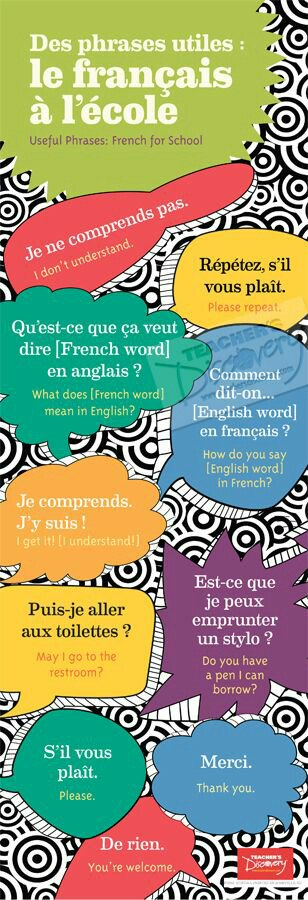 Des phrases utiles :
le français
à l'école
Useful Phrases: French for School
Je ne comprends pas.
I don't understand.
Répétez, s'il
vous plaît.
Please repeat.
Qu'est-ce que ça veut
dire [French word]
en anglais ?
What does [French word]
mean in English?
TEACHER'S
Discovery
Comment
dit-on...
[English word]
en français ?
How do you say
[English word]
in French?
Je comprends.
J'y suis !
I get it! [I understand!]
Est-ce que
je peux
emprunter
un stylo ?
Do you have
a pen I can
borrow?
Puis-je aller
aux toilettes ?
May I go to the
restroom?
S'il vous
plaît.
Please.
Merci.
Thank you.
De rien.
You're welcome.
TEACHER'S
Discovery